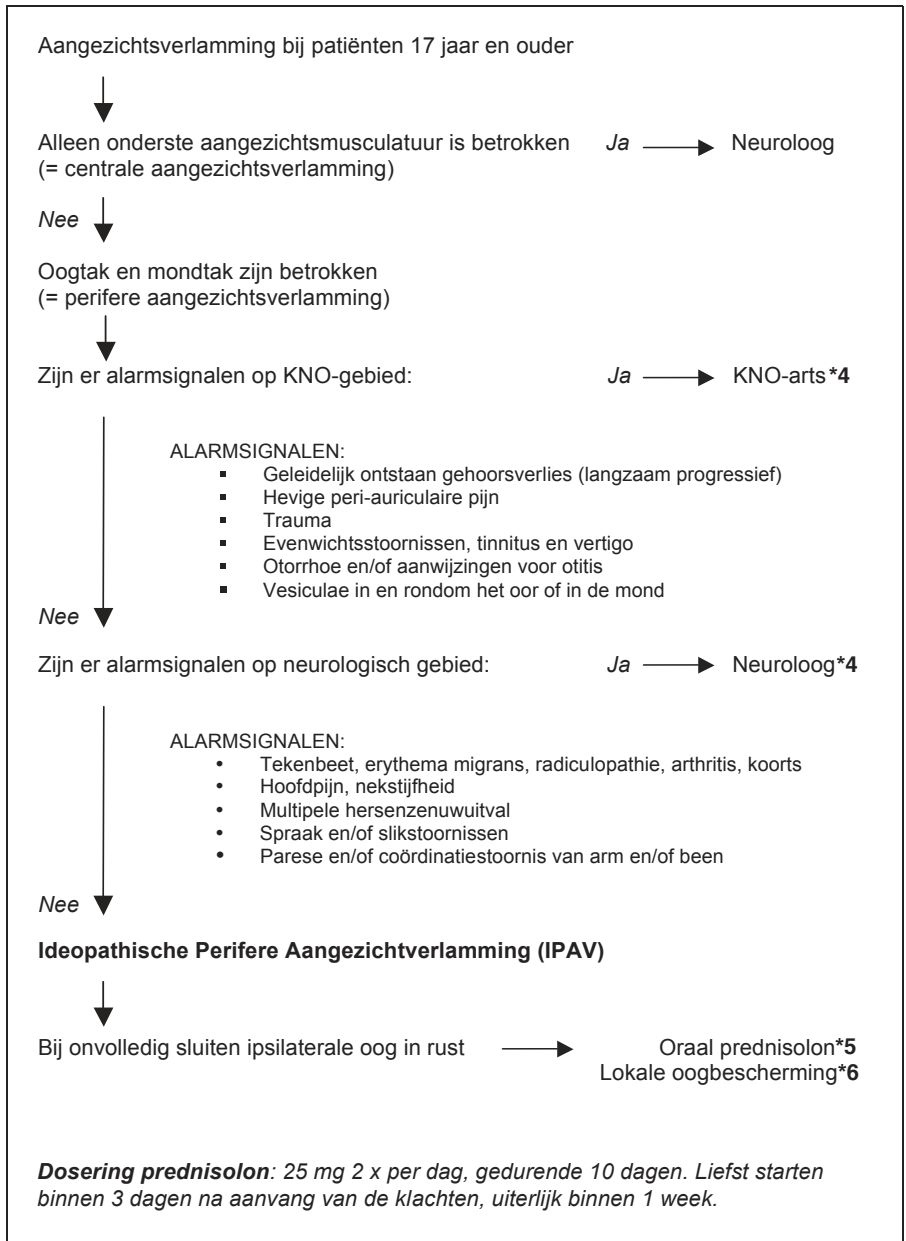 Aangezichtsverlamming bij patiënten 17 jaar en ouder
Alleen onderste aangezichtsmusculatuur is betrokken Ja Neuroloog
(= centrale aangezichtsverlamming)
Nee
Oogtak en mondtak zijn betrokken
(= perifere aangezichtsverlamming)
Zijn er alarmsignalen op KNO-gebied: Ja KNO-arts*4
ALARMSIGNALEN:
▪ Geleidelijk ontstaan gehoorsverlies (langzaam progressief)
▪ Hevige peri-auriculaire pijn
▪ Trauma
▪ Evenwichtsstoornissen, tinnitus en vertigo
▪ Otorrhoe en/of aanwijzingen voor otitis
▪ Vesiculae in en rondom het oor of in de mond
Nee
Zijn er alarmsignalen op neurologisch gebied: Ja Neuroloog*4
ALARMSIGNALEN:
• Tekenbeet, erythema migrans, radiculopathie, arthritis, koorts
• Hoofdpijn, nekstijfheid
• Multipele hersenzenuwuitval
• Spraak en/of slikstoornissen
• Parese en/of coördinatiestoornis van arm en/of been
Nee
Ideopathische Perifere Aangezichtverlamming (IPAV)
Bij onvolledig sluiten ipsilaterale oog in rust Oraal prednisolon*5
Lokale oogbescherming*6
Dosering prednisolon: 25 mg 2 x per dag, gedurende 10 dagen. Liefst starten
binnen 3 dagen na aanvang van de klachten, uiterlijk binnen 1 week.